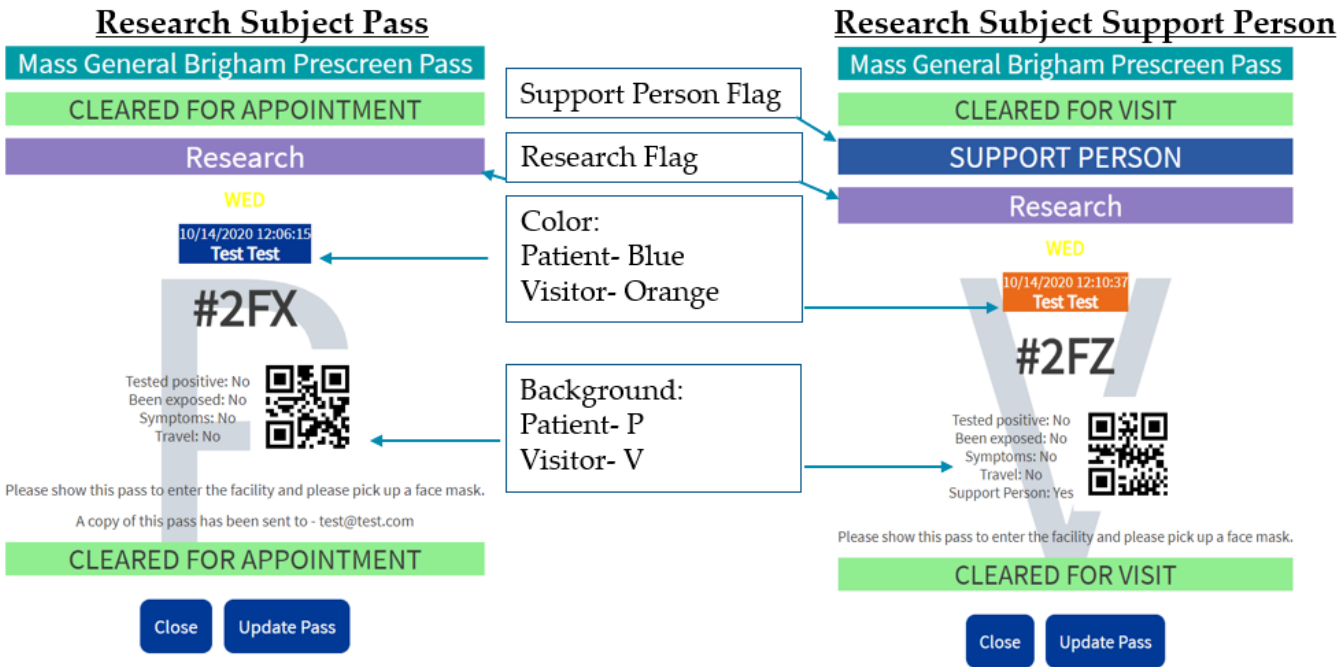 Research Subject Pass
Mass General Brigham Prescreen Pass
CLEARED FOR APPOINTMENT
Research
WED
10/14/2020 12:06:15
Test Test
P
#2FX
Tested positive: No
Been exposed: No
Symptoms: No
Travel: No
Please show this pass to enter the facility and please pick up a face mask.
A copy of this pass has been sent to - test@test.com
CLEARED FOR APPOINTMENT
Close
Update Pass
Support Person Flag
Research Flag
Color:
Patient- Blue
Visitor- Orange
Background:
Patient- P
Visitor- V
Research Subject Support Person
Mass General Brigham Prescreen Pass
CLEARED FOR VISIT
SUPPORT PERSON
Research
WED
10/14/2020 12:10:37
Test Test
V
#2FZ
Tested positive: No
Been exposed: No
Symptoms: No
Travel: No
Support Person: Yes
Please show this pass to enter the facility and please pick up a face mask.
CLEARED FOR VISIT
Close
Update Pass